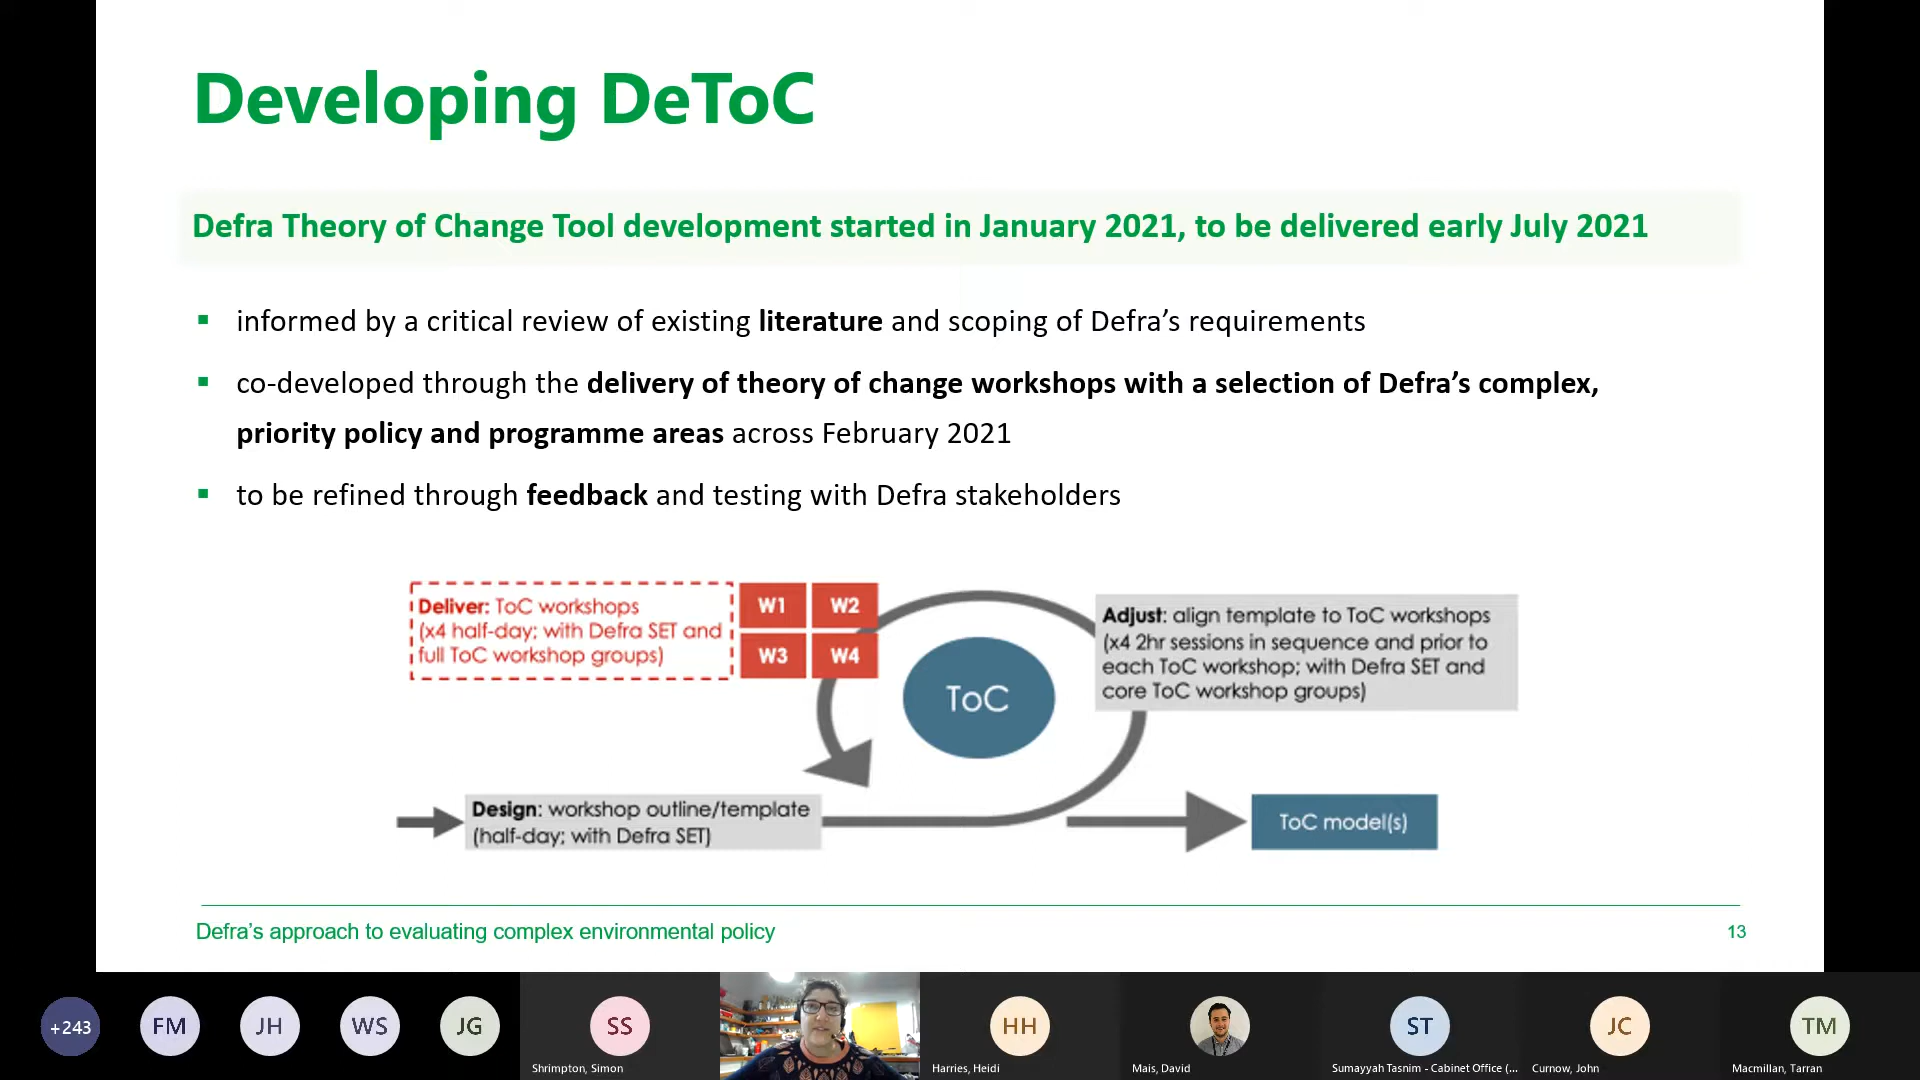 Developing DeToC
Defra Theory of Change Tool development started in January 2021, to be delivered early July 2021
informed by a critical review of existing literature and scoping of Defra’s requirements
co-developed through the delivery of theory of change workshops with a selection of Defra’s complex,
priority policy and programme areas across February 2021
to be refined through feedback and testing with Defra stakeholders
Deliver: ToC workshops
(x4 half-day; with Defra SET and
full ToC workshop groups)
W1 W2
W3 W4
ToC
Adjust: align template to ToC workshops
(x4 2hr sessions in sequence and prior to
each ToC workshop; with Defra SET and
core ToC workshop groups)
Design: workshop outline/template
(half-day; with Defra SET)
ToC model(s)
Defra’s approach to evaluating complex environmental policy
13
+243 FM JH WS JG SS HH ST JC TM
Shrimpton, Simon
Harries, Heidi
Mais, David
Sumayyah Tasnim - Cabinet Office (...
Curnow, John
Macmillan, Tarran